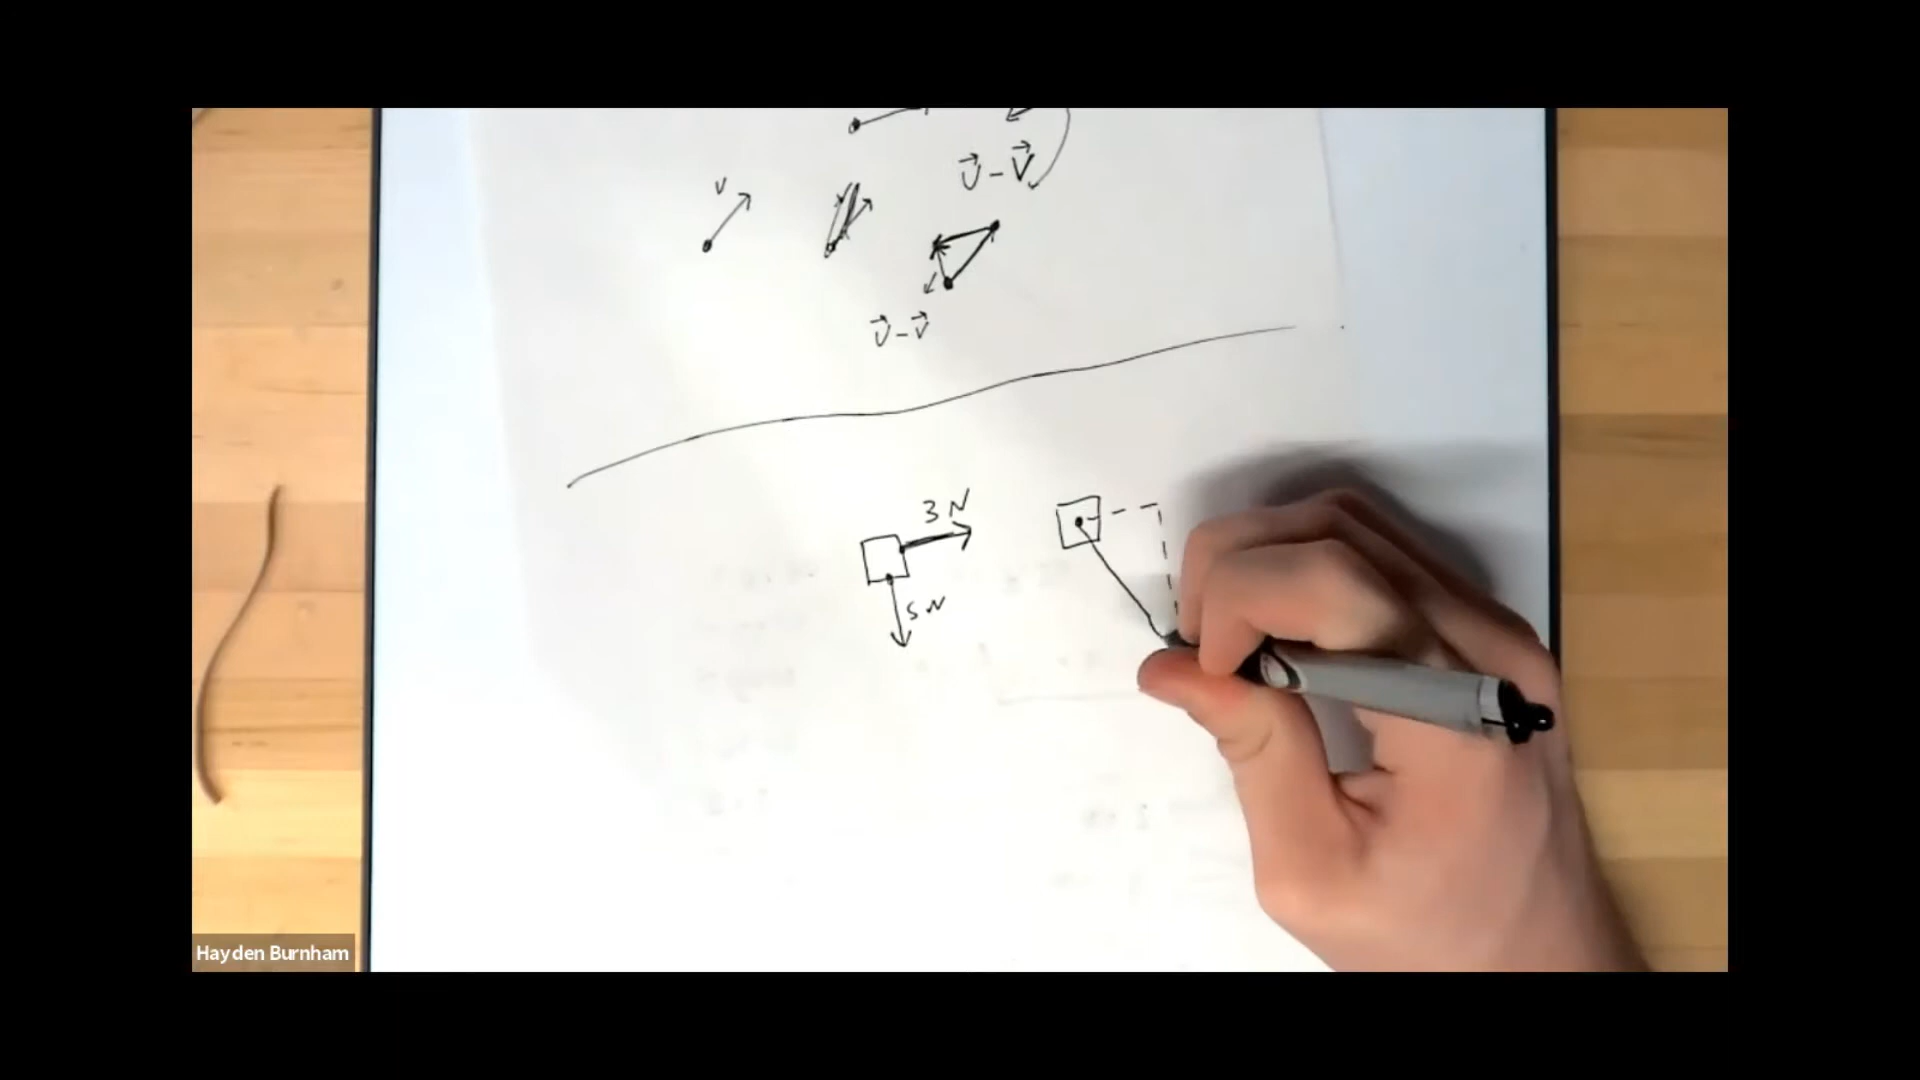 U⃗ - V⃗
v
U⃗ - V⃗
3 N
5 N
Hayden Burnham